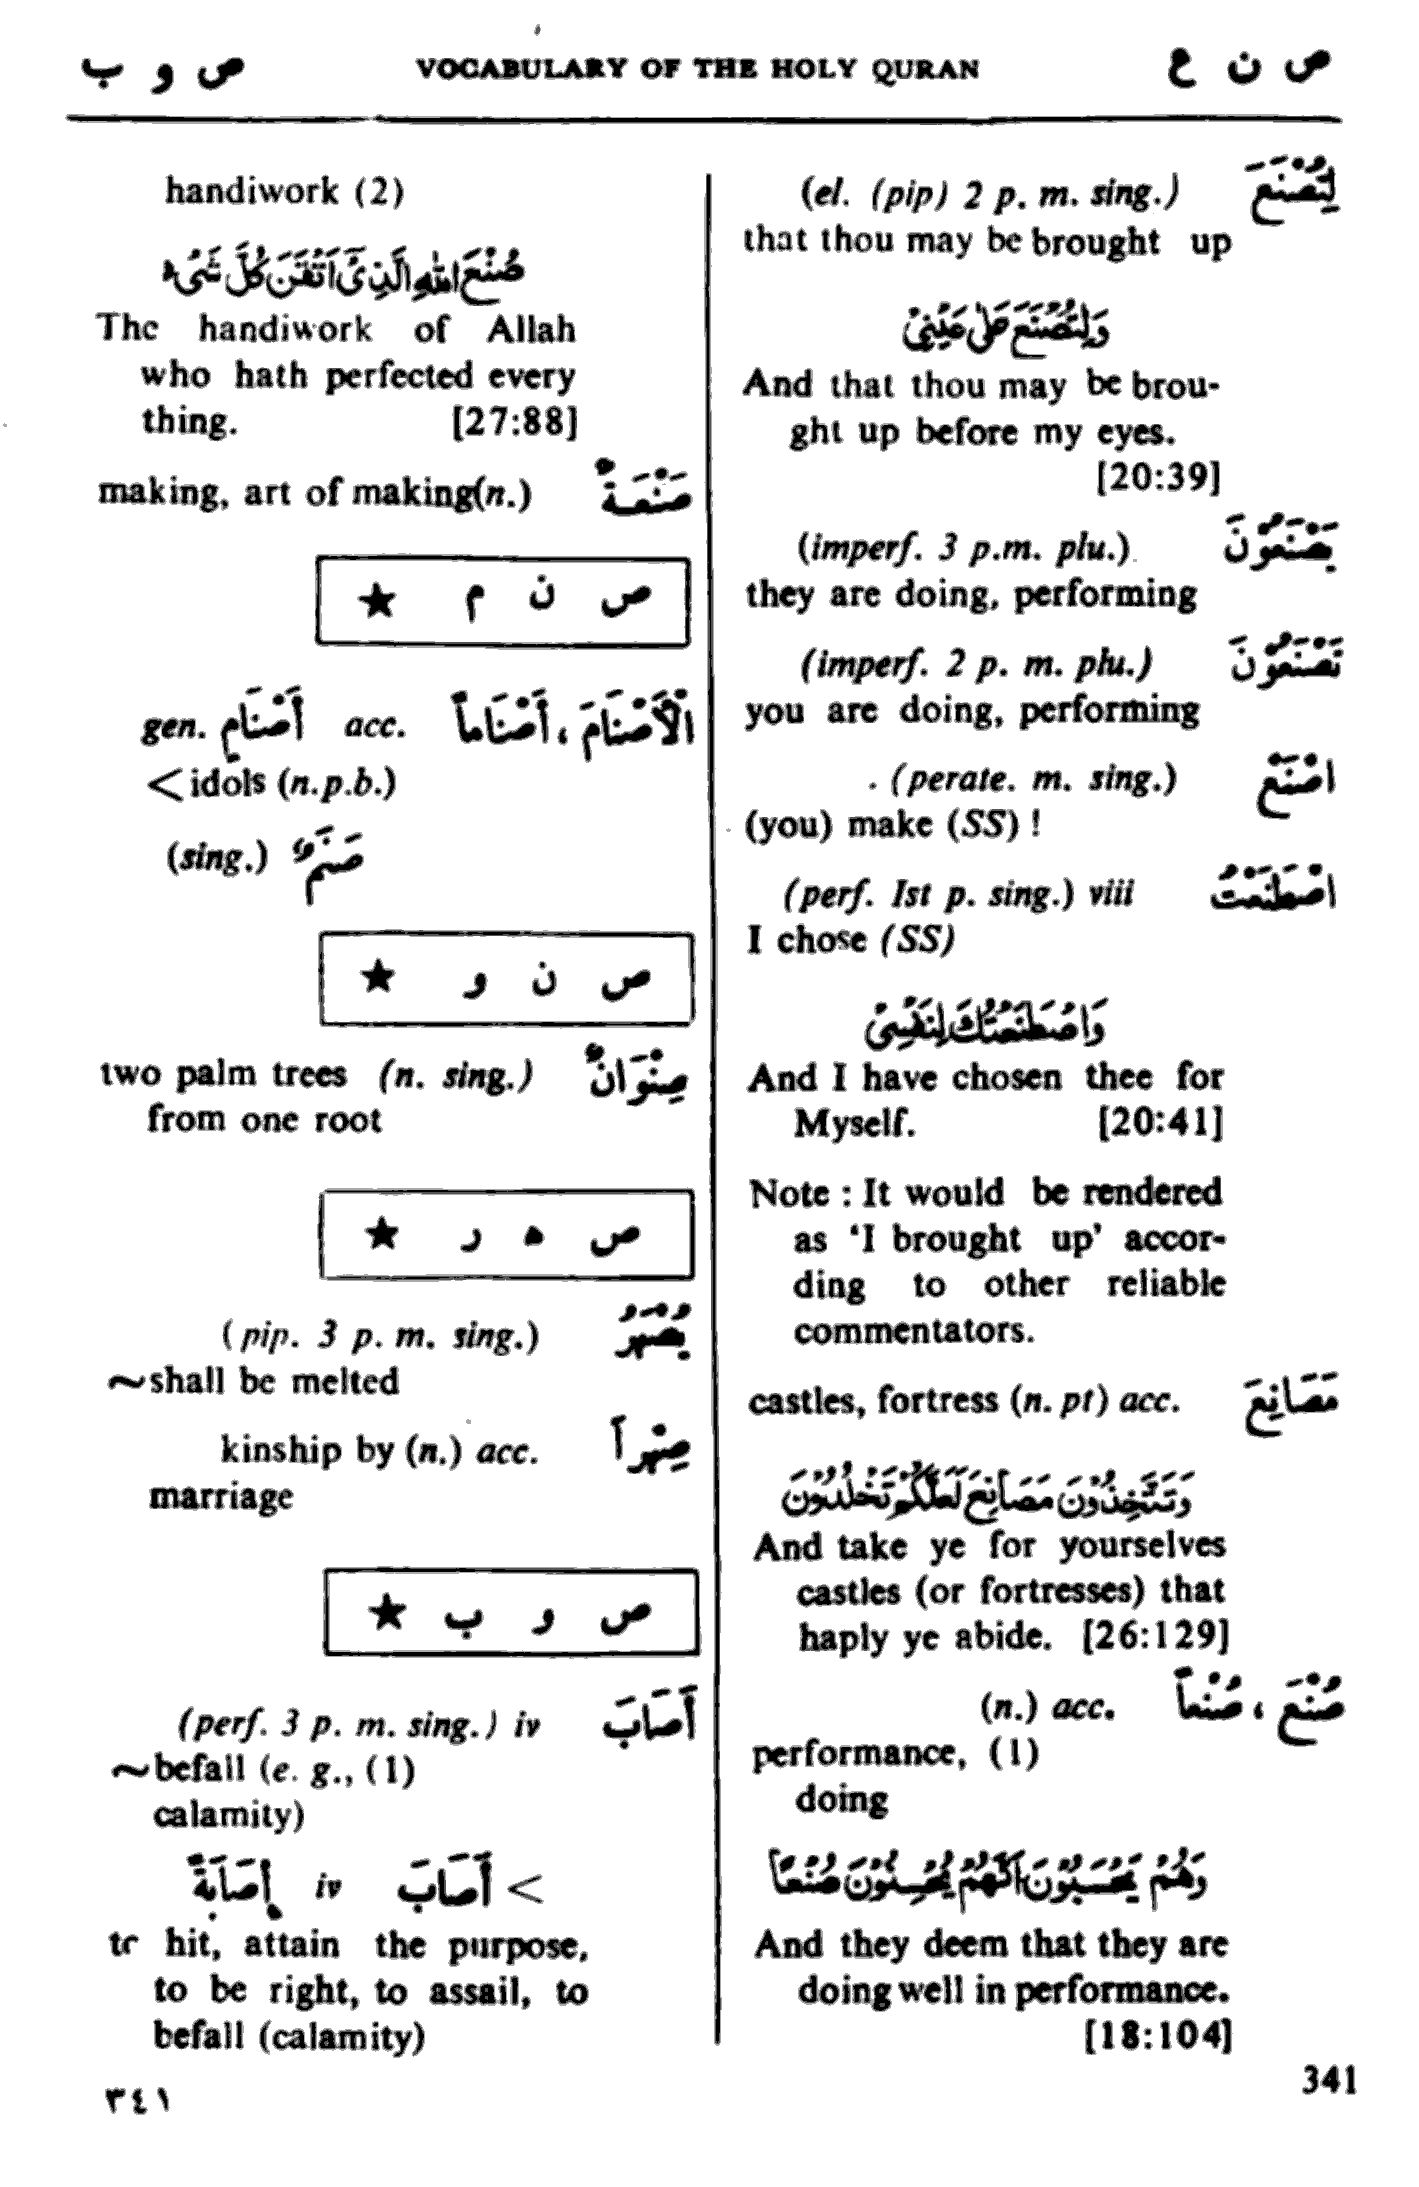 ص و ب VOCABULARY OF THE HOLY QURAN ص ن ع
(el. (pip) 2 p. m. sing.) لِتُصْنَعَ
that thou may be brought up
وَلِتُصْنَعَ عَلٰى عَيْنِيْ
And that thou may be brou-
ght up before my eyes.
[20:39]
(imperf. 3 p.m. plu.) يَصْنَعُوْنَ
they are doing, performing
(imperf. 2 p. m. plu.) تَصْنَعُوْنَ
you are doing, performing
(perate. m. sing.) اصْنَعْ
(you) make (SS) !
(perf. Ist p. sing.) viii اصْطَنَعْتُ
I chose (SS)
وَاصْطَنَعْتُكَ لِنَفْسِيْ
And I have chosen thee for
Myself. [20:41]
Note : It would be rendered
as ‘I brought up’ accor-
ding to other reliable
commentators.
castles, fortress (n. pt) acc. مَصَانِعَ
وَتَتَّخِذُوْنَ مَصَانِعَ لَعَلَّكُمْ تَخْلُدُوْنَ
And take ye for yourselves
castles (or fortresses) that
haply ye abide. [26:129]
(n.) acc. صُنْعَ ، صُنْعاً
performance, (1)
doing
وَهُمْ يَحْسَبُوْنَ اَنَّهُمْ يُحْسِنُوْنَ صُنْعاً
And they deem that they are
doing well in performance.
[18:104]
handiwork (2)
صُنْعَ اللّٰهِ الَّذِىْٓ اَتْقَنَ كُلَّ شَىْءٍ
The handiwork of Allah
who hath perfected every
thing. [27:88]
making, art of making(n.) صَنْعَةٌ
ص ن م ★
gen. أَصْنَامٍ acc. الْأَصْنَامَ ، أَصْنَاماً
< idols (n.p.b.)
(sing.) صَنَمٌ
ص ن و ★
two palm trees (n. sing.) صِنْوَانٌ
from one root
ص ه ر ★
(pip. 3 p. m. sing.) يُصْهَرُ
~shall be melted
kinship by (n.) acc. صِهْراً
marriage
ص و ب ★
(perf. 3 p. m. sing.) iv أَصَابَ
~befall (e. g., (1)
calamity)
إِصَابَةً iv أَصَابَ <
tc hit, attain the purpose,
to be right, to assail, to
befall (calamity)
٣٤١ 341